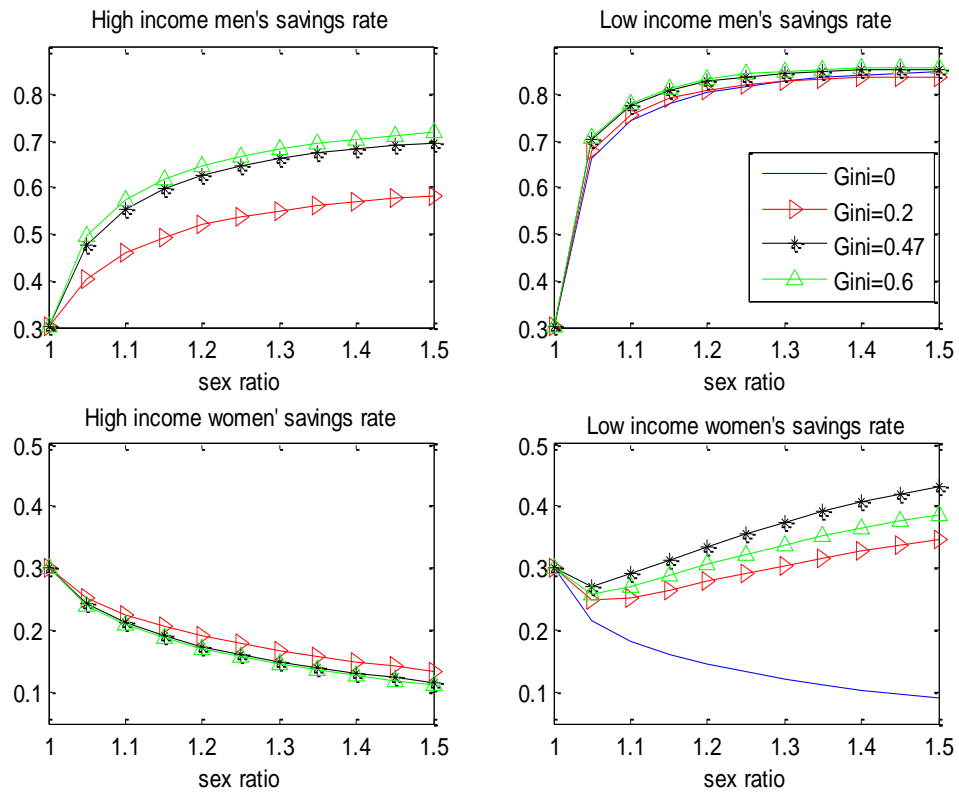 High income men's savings rate
0.8
0.7
0.6
0.5
0.4
0.3
1 1.1 1.2 1.3 1.4 1.5
sex ratio
Low income men's savings rate
0.8
0.7
0.6
0.5
0.4
0.3
Gini=0
Gini=0.2
Gini=0.47
Gini=0.6
1 1.1 1.2 1.3 1.4 1.5
sex ratio
High income women' savings rate
0.5
0.4
0.3
0.2
0.1
1 1.1 1.2 1.3 1.4 1.5
sex ratio
Low income women's savings rate
0.5
0.4
0.3
0.2
0.1
1 1.1 1.2 1.3 1.4 1.5
sex ratio